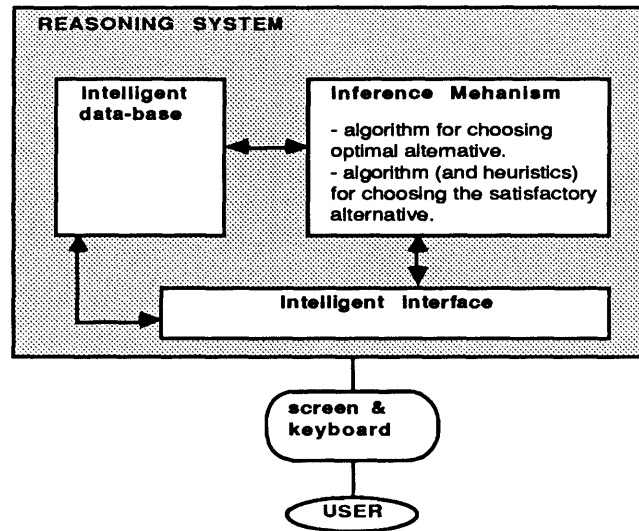 REASONING SYSTEM
Intelligent
data-base
Inference Mehanism
- algorithm for choosing
optimal alternative.
- algorithm (and heuristics)
for choosing the satisfactory
alternative.
Intelligent interface
screen &
keyboard
USER